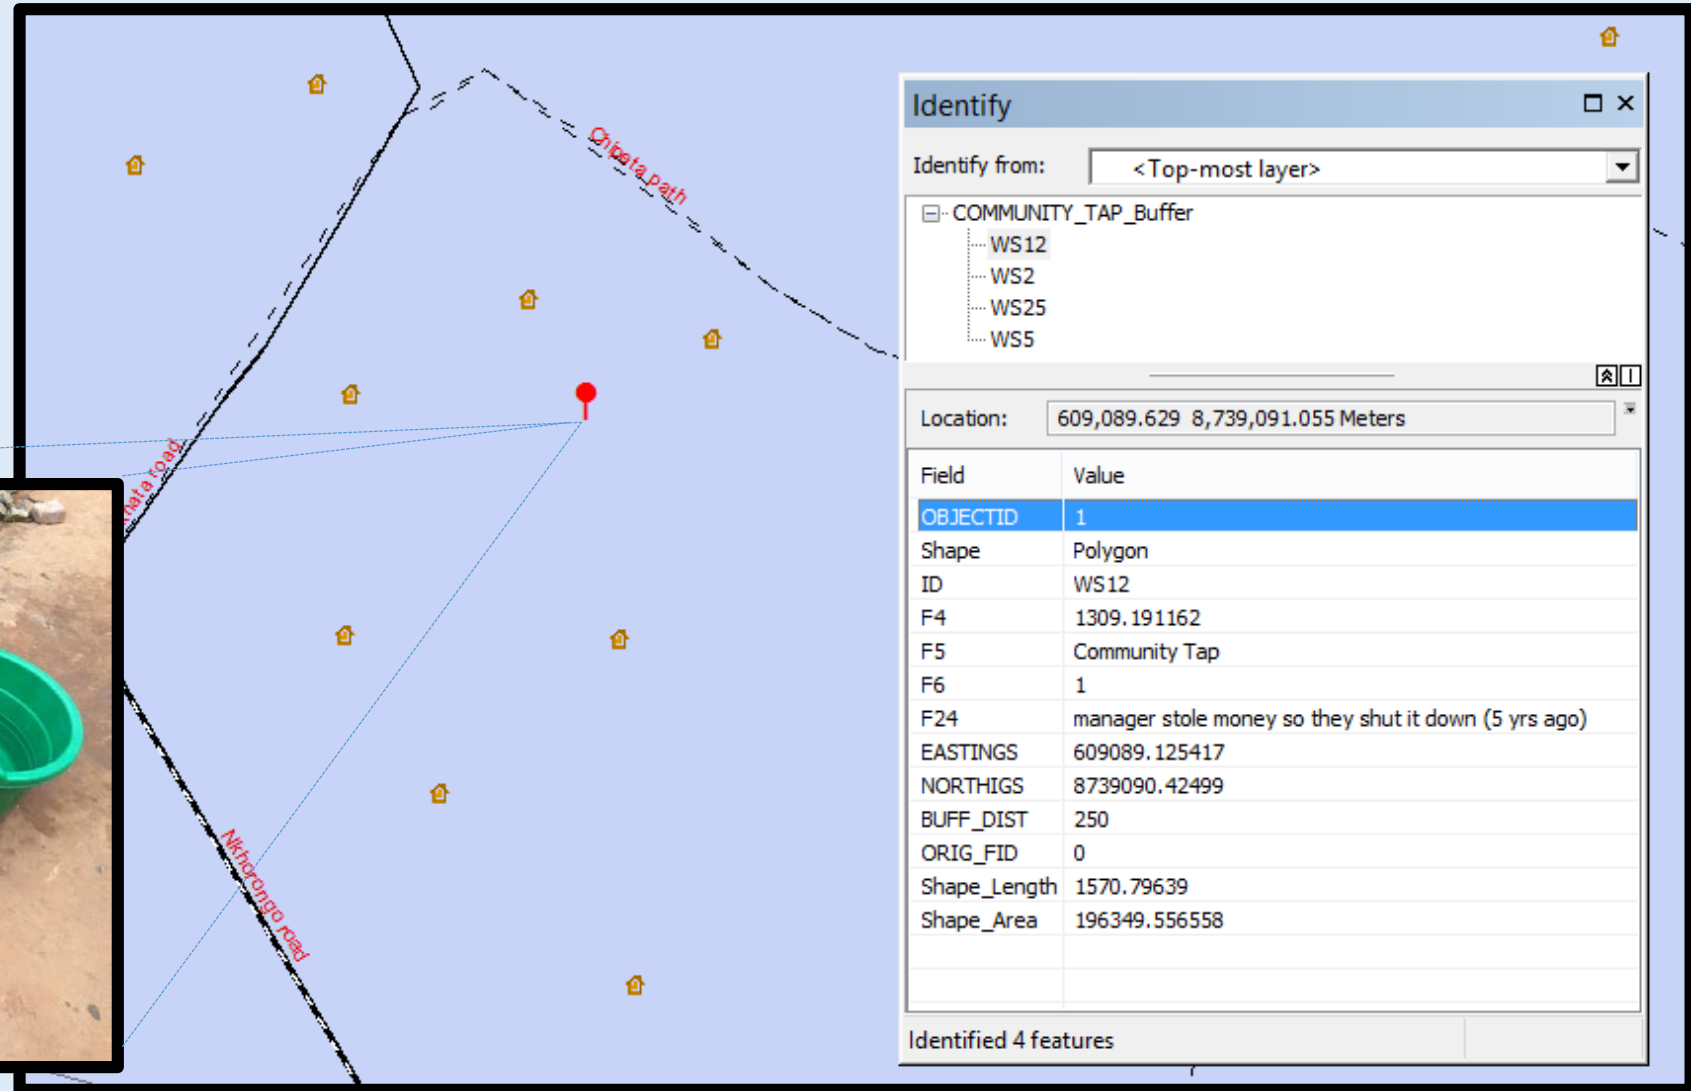 Chipata path
nata road
Nkhorongo road
Identify
Identify from: <Top-most layer>
COMMUNITY_TAP_Buffer
WS12
WS2
WS25
WS5
Location: 609,089.629 8,739,091.055 Meters
Field Value
OBJECTID 1
Shape Polygon
ID WS12
F4 1309.191162
F5 Community Tap
F6 1
F24 manager stole money so they shut it down (5 yrs ago)
EASTINGS 609089.125417
NORTHIGS 8739090.42499
BUFF_DIST 250
ORIG_FID 0
Shape_Length 1570.79639
Shape_Area 196349.556558
Identified 4 features